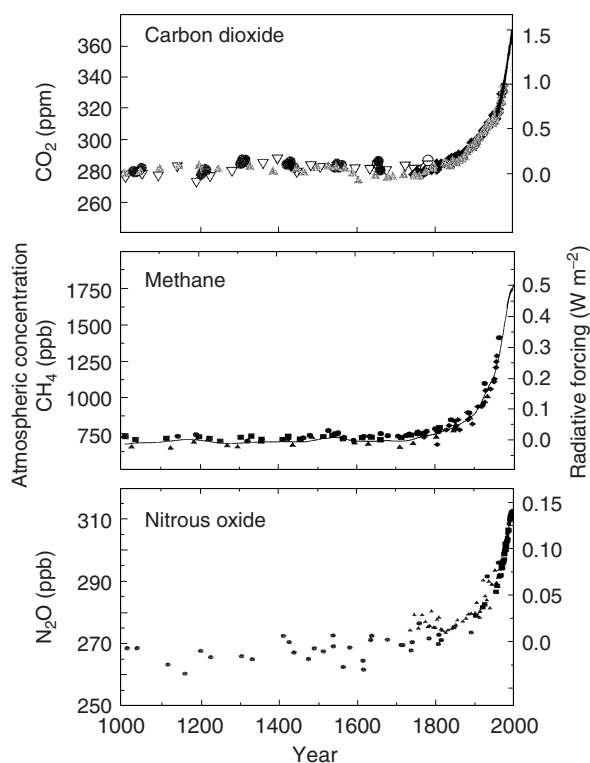 Carbon dioxide
CO₂ (ppm)
360
340
320
300
280
260
1.5
1.0
0.5
0.0
Methane
Atmospheric concentration
CH₄ (ppb)
1750
1500
1250
1000
750
0.5
0.4
0.3
0.2
0.1
0.0
Radiative forcing (W m⁻²)
Nitrous oxide
N₂O (ppb)
310
290
270
250
0.15
0.10
0.05
0.0
1000 1200 1400 1600 1800 2000
Year